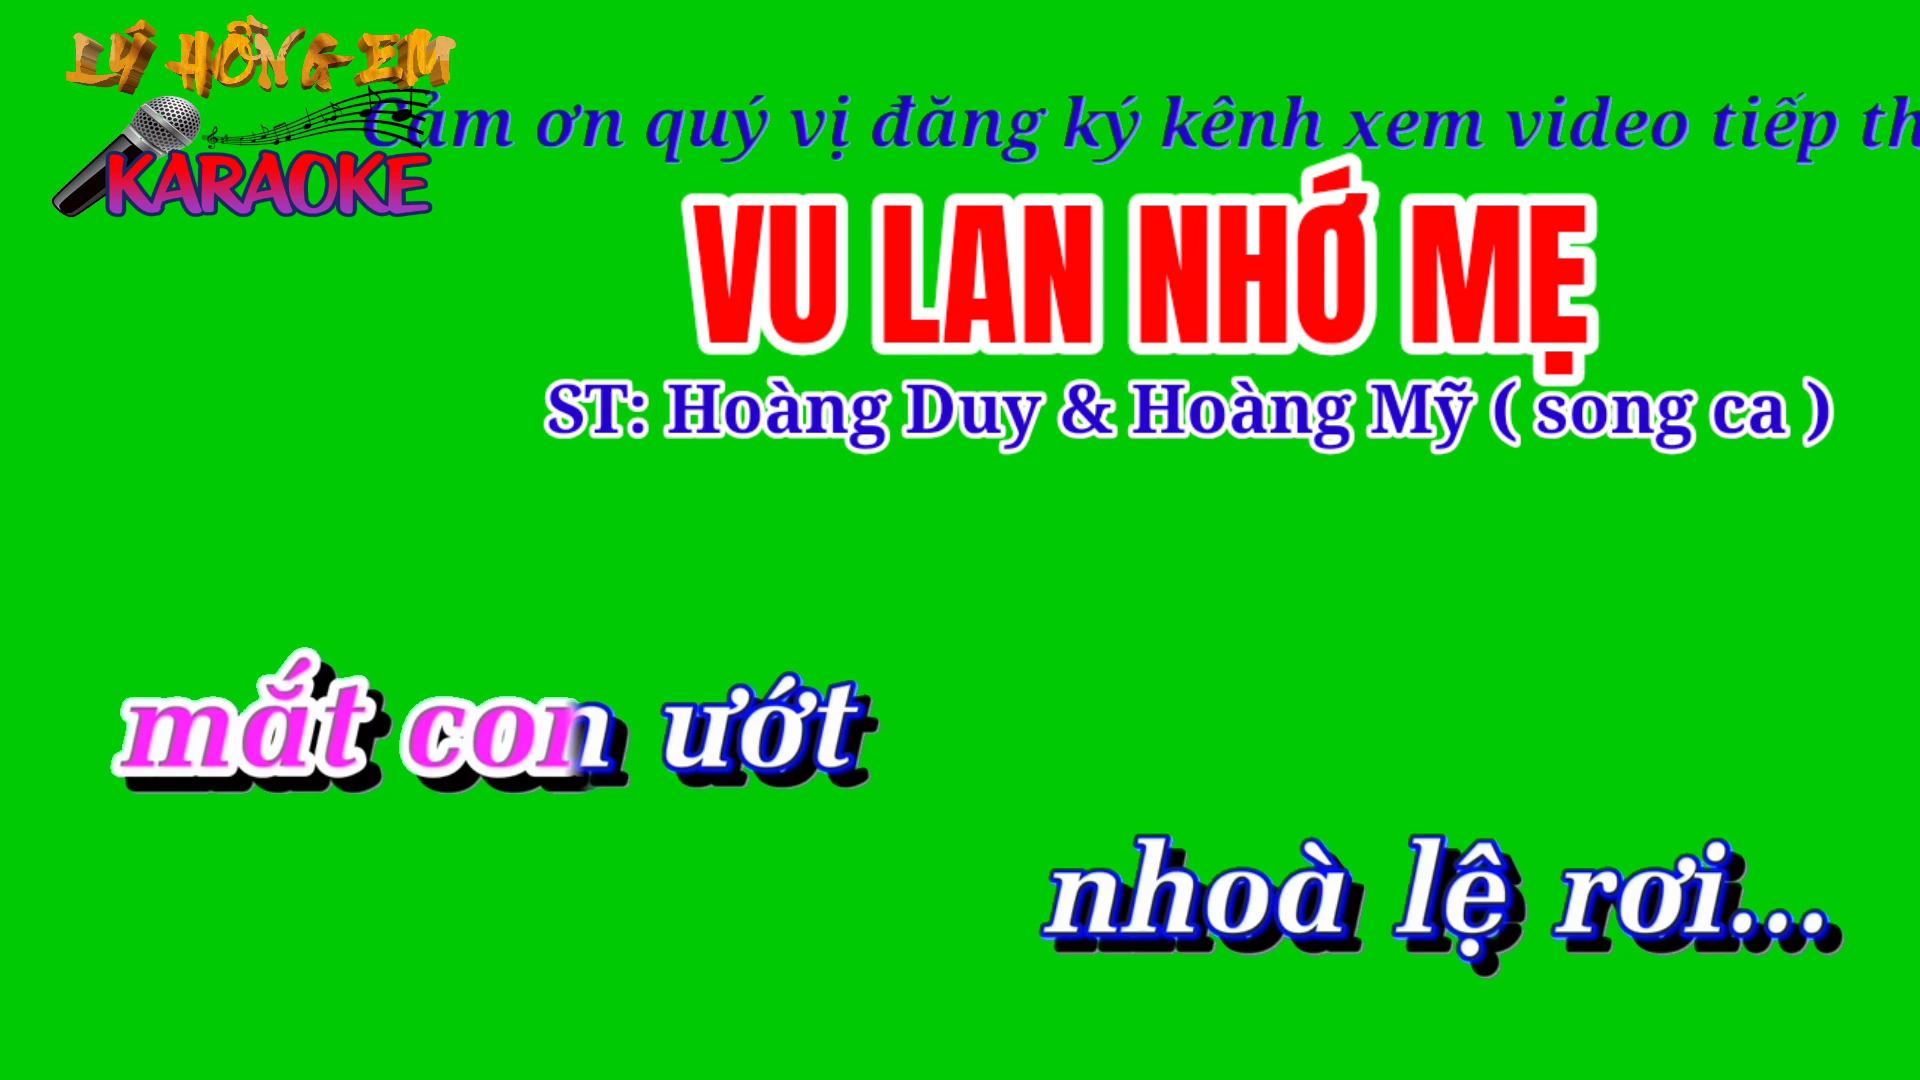 LÝ HỒNG EM
KARAOKE
Cảm ơn quý vị đăng ký kênh xem video tiếp th
VU LAN NHỚ MẸ
ST: Hoàng Duy & Hoàng Mỹ ( song ca )
mắt con ướt
nhoà lệ rơi...